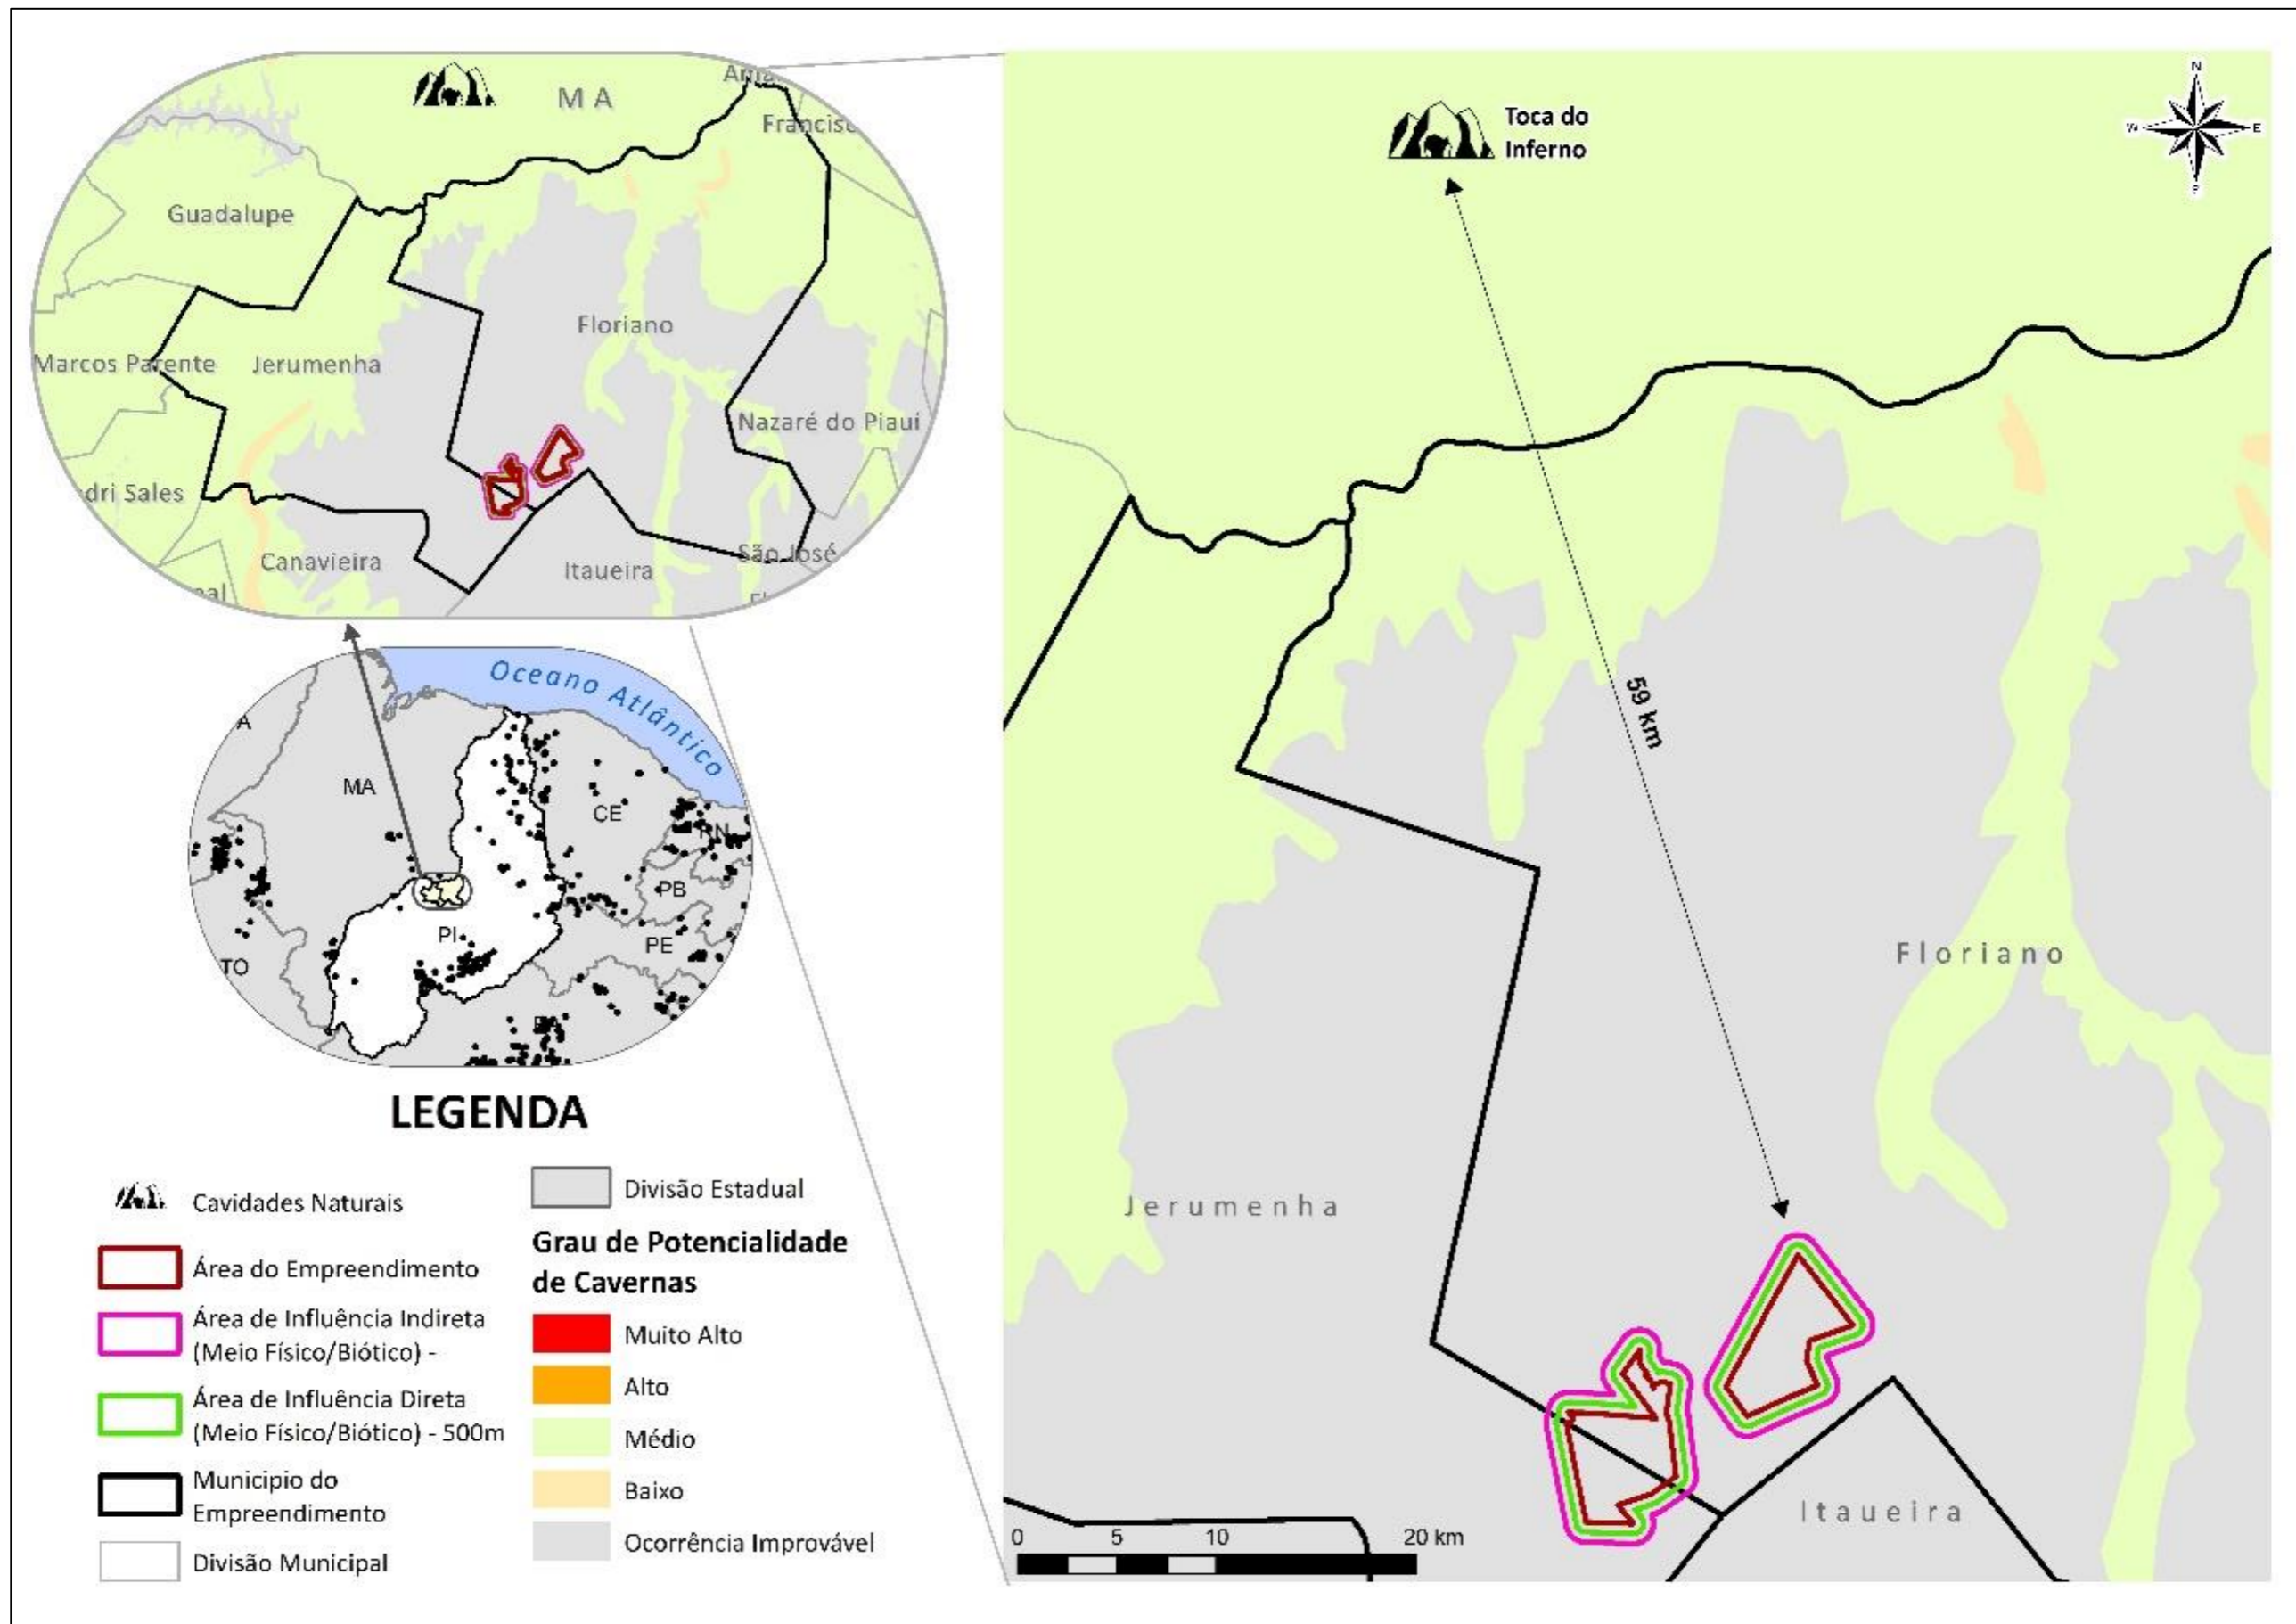 M A
Guadalupe
Floriano
Marcos Parente
Jerumenha
Nazaré do Piauí
dri Sales
Canavieira
Itaueira
São José
Oceano Atlântico
A
MA
CE
RN
PB
PI
PE
TO
LEGENDA
Cavidades Naturais
Área do Empreendimento
Área de Influência Indireta
(Meio Físico/Biótico) -
Área de Influência Direta
(Meio Físico/Biótico) - 500m
Municipio do
Empreendimento
Divisão Municipal
Divisão Estadual
Grau de Potencialidade
de Cavernas
Muito Alto
Alto
Médio
Baixo
Ocorrência Improvável
Toca do
Inferno
N
W
E
59 km
Floriano
Jerumenha
Itaueira
0 5 10 20 km